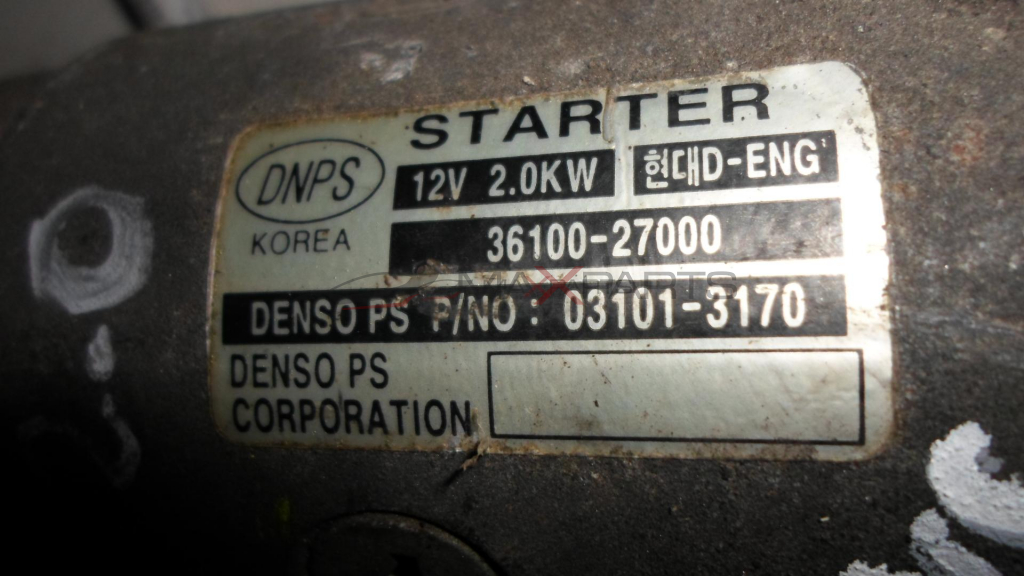 STARTER
DNPS
12V 2.0KW
현대D-ENG
KOREA
36100-27000
MAXPARTS
DENSO PS P/NO : 03101-3170
DENSO PS
CORPORATION